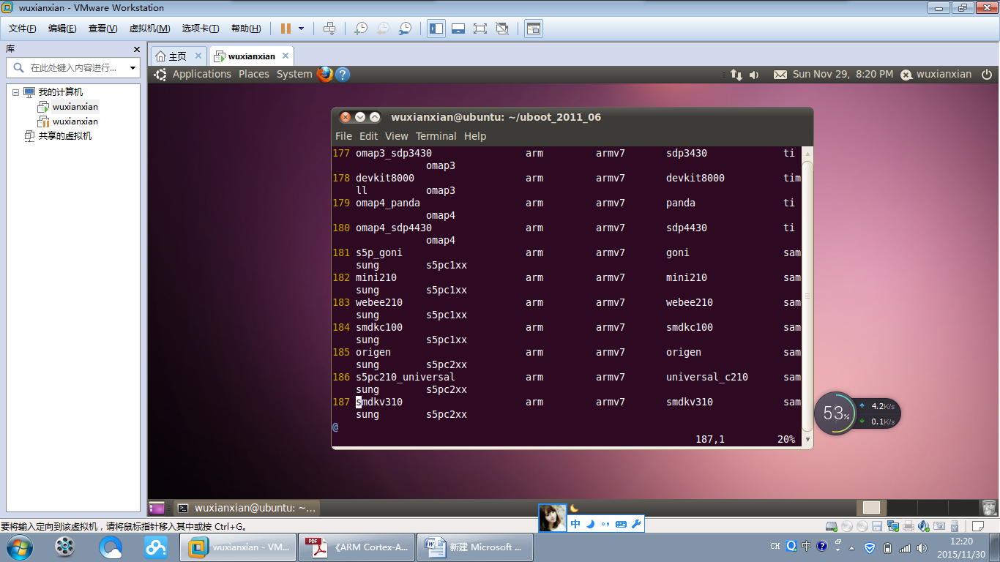 wuxianxian - VMware Workstation
文件(F) 编辑(E) 查看(V) 虚拟机(M) 选项卡(T) 帮助(H)
库
在此处键入内容进行...
我的计算机
wuxianxian
wuxianxian
共享的虚拟机
主页 wuxianxian
Applications Places System Sun Nov 29, 8:20 PM wuxianxian
wuxianxian@ubuntu: ~/uboot_2011_06
File Edit View Terminal Help
177 omap3_sdp3430 arm armv7 sdp3430 ti
omap3
178 devkit8000 arm armv7 devkit8000 tim
ll omap3
179 omap4_panda arm armv7 panda ti
omap4
180 omap4_sdp4430 arm armv7 sdp4430 ti
omap4
181 s5p_goni arm armv7 goni sam
sung s5pc1xx
182 mini210 arm armv7 mini210 sam
sung s5pc1xx
183 webee210 arm armv7 webee210 sam
sung s5pc1xx
184 smdkc100 arm armv7 smdkc100 sam
sung s5pc1xx
185 origen arm armv7 origen sam
sung s5pc2xx
186 s5pc210_universal arm armv7 universal_c210 sam
sung s5pc2xx
187 smdkv310 arm armv7 smdkv310 sam
sung s5pc2xx
@
187,1 20%
53%
4.2K/s
0.1K/s
wuxianxian@ubuntu: ~...
中
要将输入定向到该虚拟机，请将鼠标指针移入其中或按 Ctrl+G。
wuxianxian - VM...
PDF
《ARM Cortex-A...
新建 Microsoft ...
CH 中
12:20
2015/11/30